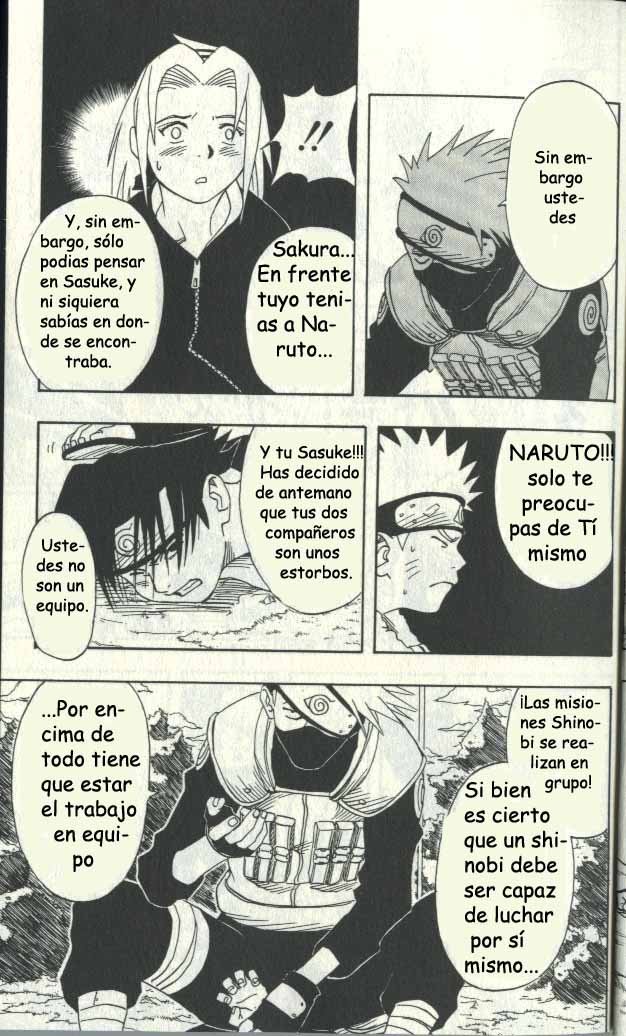 Sin em-
bargo
uste-
des
!!
Sakura...
En frente
tuyo teni-
as a Na-
ruto...
Y, sin em-
bargo, sólo
podias pensar
en Sasuke, y
ni siquiera
sabías en don-
de se encon-
traba.
NARUTO!!!
solo te
preocu-
pas de Tí
mismo
Y tu Sasuke!!!
Has decidido
de antemano
que tus dos
compañeros
son unos
estorbos.
Uste-
des no
son un
equipo.
¡Las misio-
nes Shino-
bi se rea-
lizan en
grupo!
Si bien
es cierto
que un shi-
nobi debe
ser capaz
de luchar
por sí
mismo...
...Por en-
cima de
todo tiene
que estar
el trabajo
en equi-
po